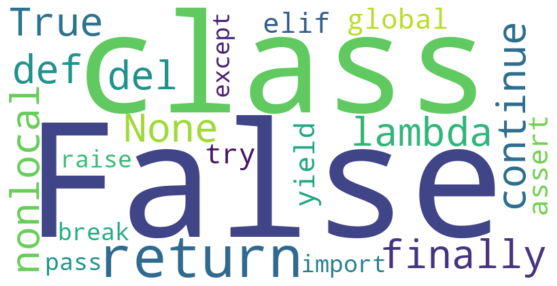 True
class
except
elif
global
def
del
continue
nonlocal
None
lambda
False
raise
try
yield
assert
break
return
finally
pass
import